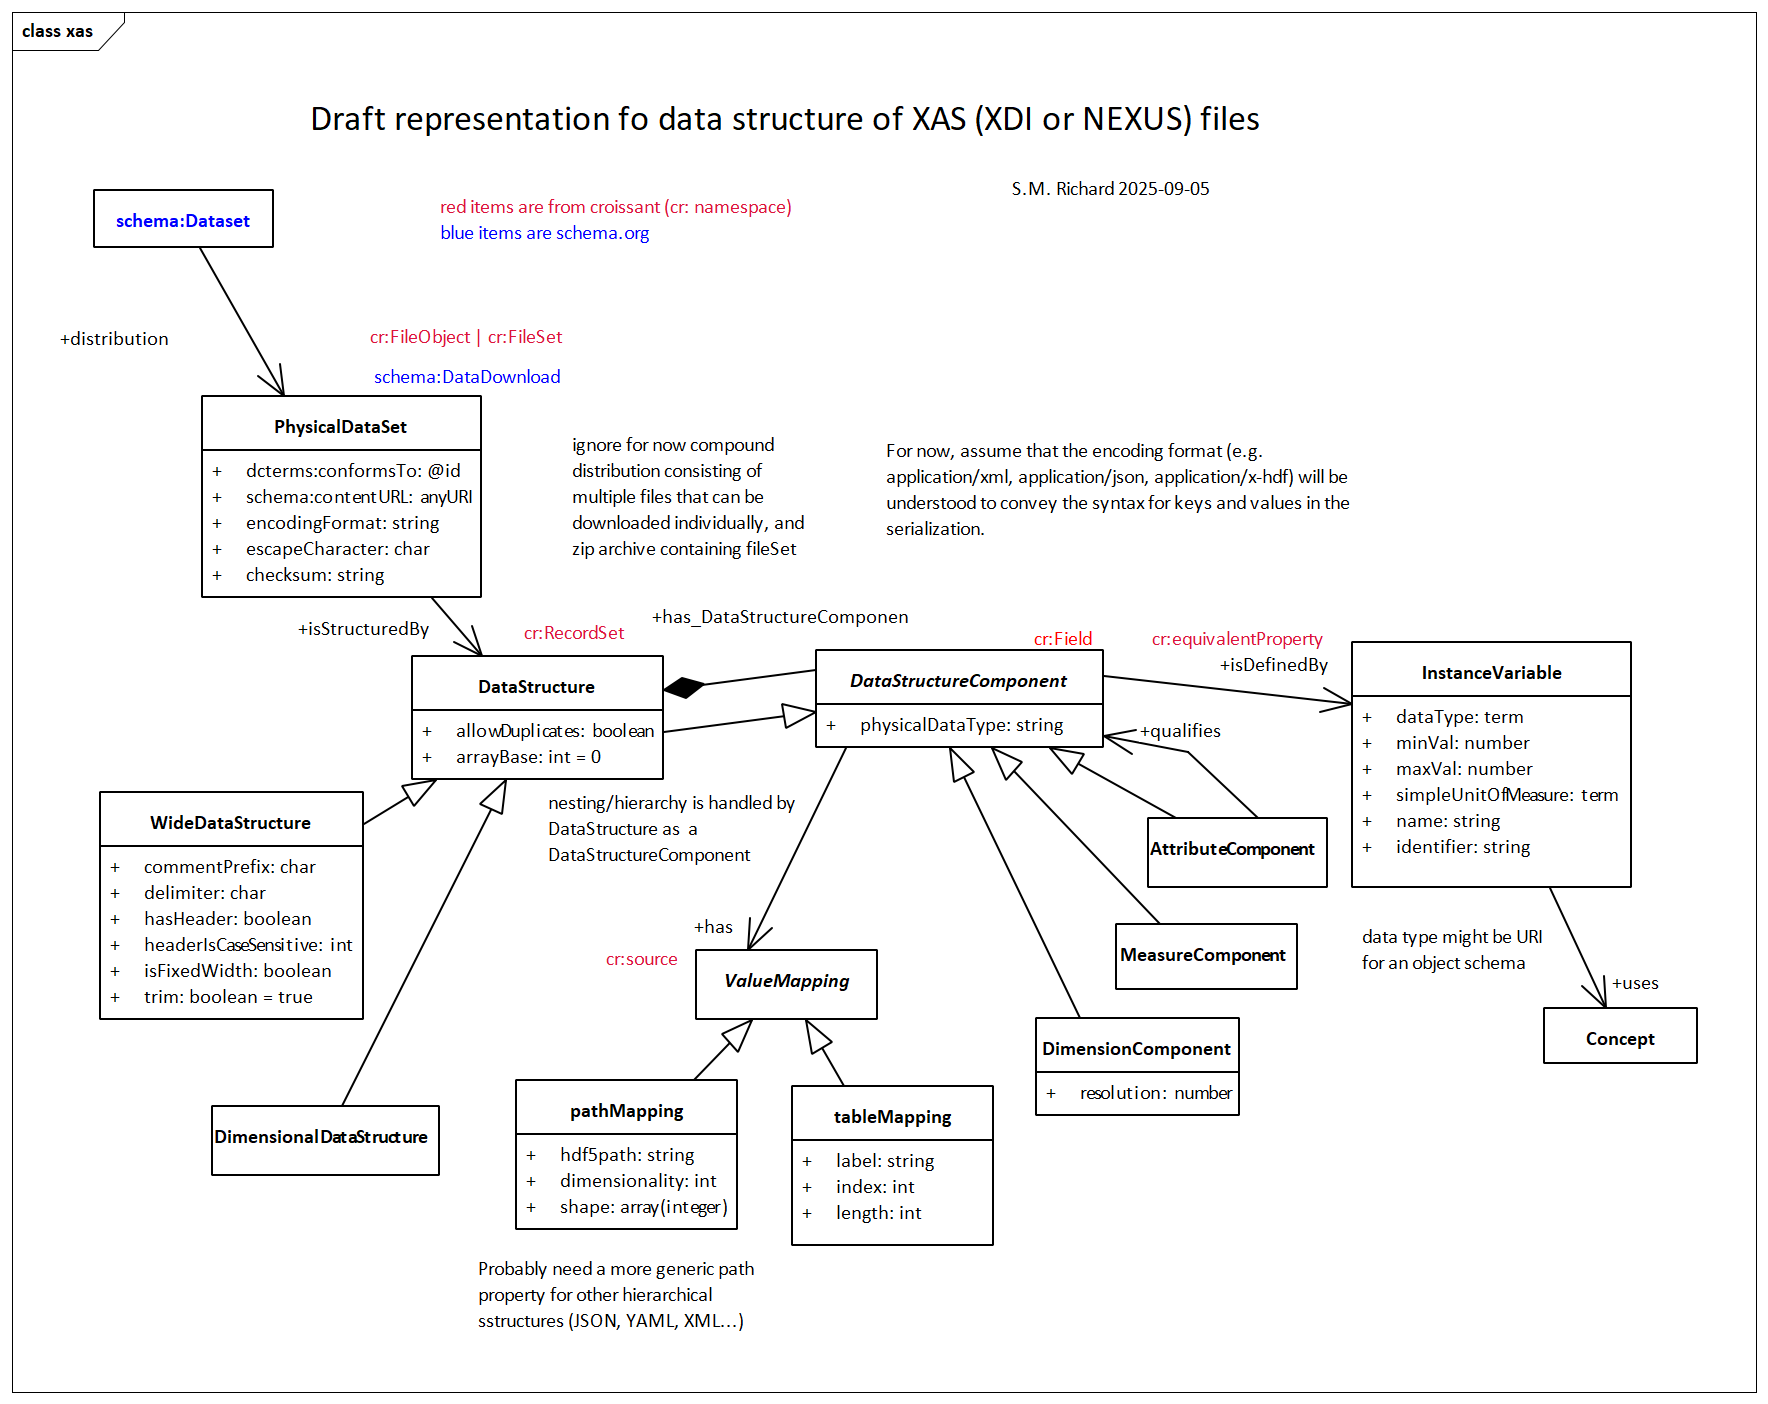 class xas
Draft representation fo data structure of XAS (XDI or NEXUS) files
S.M. Richard 2025-09-05
red items are from croissant (cr: namespace)
blue items are schema.org
schema:Dataset
+distribution
cr:FileObject | cr:FileSet
schema:DataDownload
PhysicalDataSet
+ dcterms:conformsTo: @id
+ schema:contentURL: anyURI
+ encodingFormat: string
+ escapeCharacter: char
+ checksum: string
ignore for now compound
distribution consisting of
multiple files that can be
downloaded individually, and
zip archive containing fileSet
For now, assume that the encoding format (e.g.
application/xml, application/json, application/x-hdf) will be
understood to convey the syntax for keys and values in the
serialization.
+isStructuredBy
cr:RecordSet
+has_DataStructureComponen
cr:Field
cr:equivalentProperty
+isDefinedBy
DataStructure
+ allowDuplicates: boolean
+ arrayBase: int = 0
DataStructureComponent
+ physicalDataType: string
InstanceVariable
+ dataType: term
+ minVal: number
+ maxVal: number
+ simpleUnitOfMeasure: term
+ name: string
+ identifier: string
+qualifies
WideDataStructure
+ commentPrefix: char
+ delimiter: char
+ hasHeader: boolean
+ headerIsCaseSensitive: int
+ isFixedWidth: boolean
+ trim: boolean = true
nesting/hierarchy is handled by
DataStructure as a
DataStructureComponent
AttributeComponent
+has
cr:source
ValueMapping
MeasureComponent
data type might be URI
for an object schema
+uses
Concept
DimensionComponent
+ resolution: number
DimensionalDataStructure
pathMapping
+ hdf5path: string
+ dimensionality: int
+ shape: array(integer)
tableMapping
+ label: string
+ index: int
+ length: int
Probably need a more generic path
property for other hierarchical
sstructures (JSON, YAML, XML...)